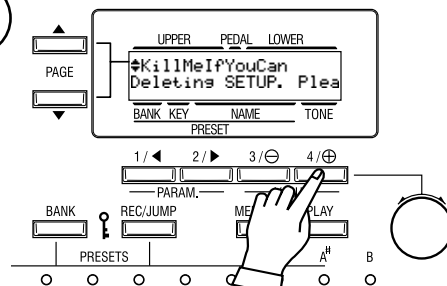 UPPER PEDAL LOWER
KillMeIfYouCan
Deleting SETUP. Plea
BANK KEY NAME TONE
PRESET
PAGE
1/◀ 2/▶ 3/⊖ 4/⊕
PARAM.
BANK REC/JUMP PLAY
PRESETS A# B